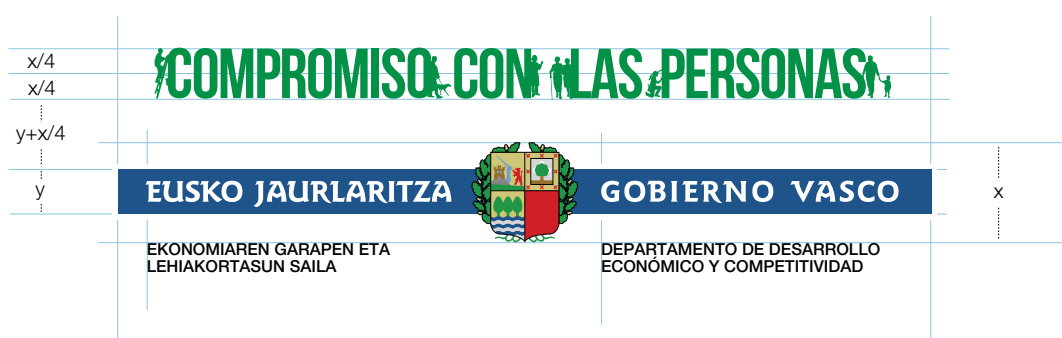 COMPROMISO CON LAS PERSONAS
x/4
x/4
y+x/4
y
x
EUSKO JAURLARITZA
GOBIERNO VASCO
EKONOMIAREN GARAPEN ETA
LEHIAKORTASUN SAILA
DEPARTAMENTO DE DESARROLLO
ECONÓMICO Y COMPETITIVIDAD